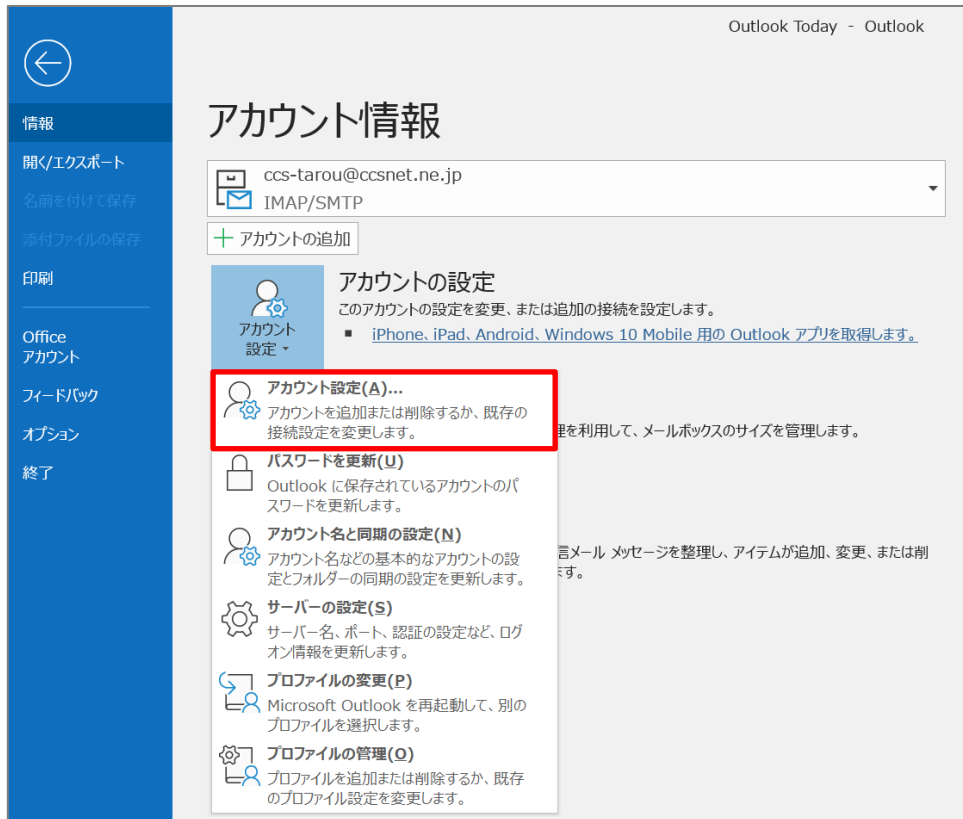 Outlook Today - Outlook
情報
開く/エクスポート
名前を付けて保存
添付ファイルの保存
印刷
Office
アカウント
フィードバック
オプション
終了
アカウント情報
ccs-tarou@ccsnet.ne.jp
IMAP/SMTP
アカウントの追加
アカウント
設定
アカウントの設定
このアカウントの設定を変更、または追加の接続を設定します。
iPhone、iPad、Android、Windows 10 Mobile 用の Outlook アプリを取得します。
アカウント設定(A)...
アカウントを追加または削除するか、既存の
接続設定を変更します。
理を利用して、メールボックスのサイズを管理します。
パスワードを更新(U)
Outlook に保存されているアカウントのパ
スワードを更新します。
アカウント名と同期の設定(N)
アカウント名などの基本的なアカウントの設
定とフォルダーの同期の設定を更新します。
信メール メッセージを整理し、アイテムが追加、変更、または削
ます。
サーバーの設定(S)
サーバー名、ポート、認証の設定など、ログ
オン情報を更新します。
プロファイルの変更(P)
Microsoft Outlook を再起動して、別の
プロファイルを選択します。
プロファイルの管理(O)
プロファイルを追加または削除するか、既存
のプロファイル設定を変更します。